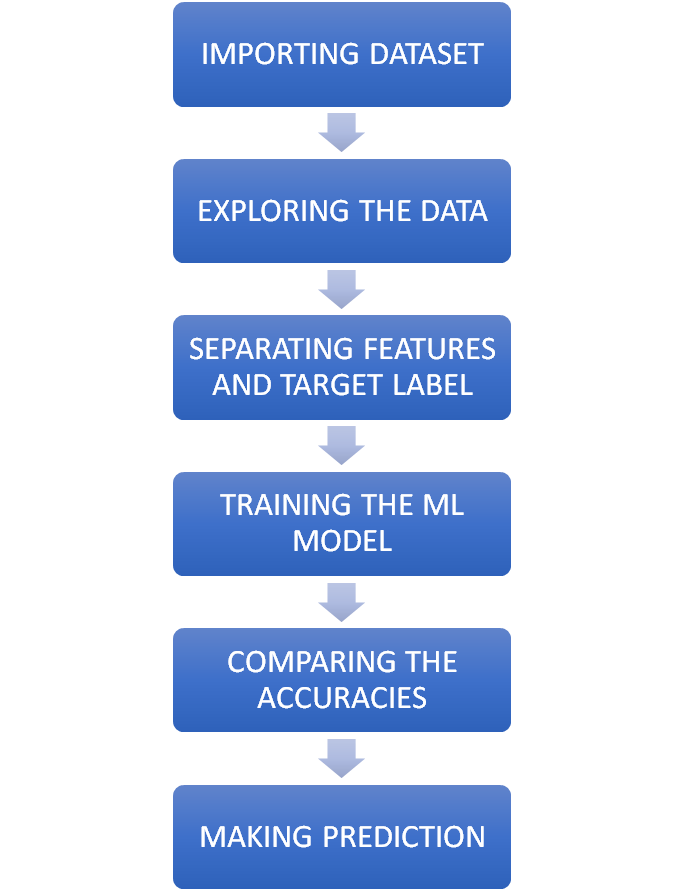 IMPORTING DATASET
EXPLORING THE DATA
SEPARATING FEATURES
AND TARGET LABEL
TRAINING THE ML
MODEL
COMPARING THE
ACCURACIES
MAKING PREDICTION